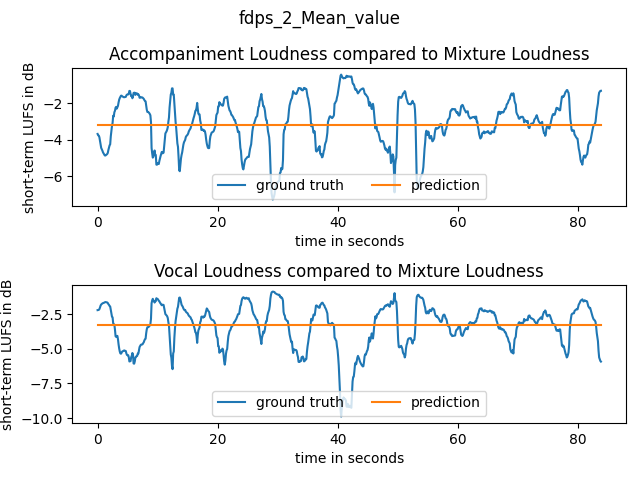 fdps_2_Mean_value
Accompaniment Loudness compared to Mixture Loudness
short-term LUFS in dB
−2
−4
−6
ground truth
prediction
0
20
40
60
80
time in seconds
Vocal Loudness compared to Mixture Loudness
short-term LUFS in dB
−2.5
−5.0
−7.5
−10.0
ground truth
prediction
0
20
40
60
80
time in seconds